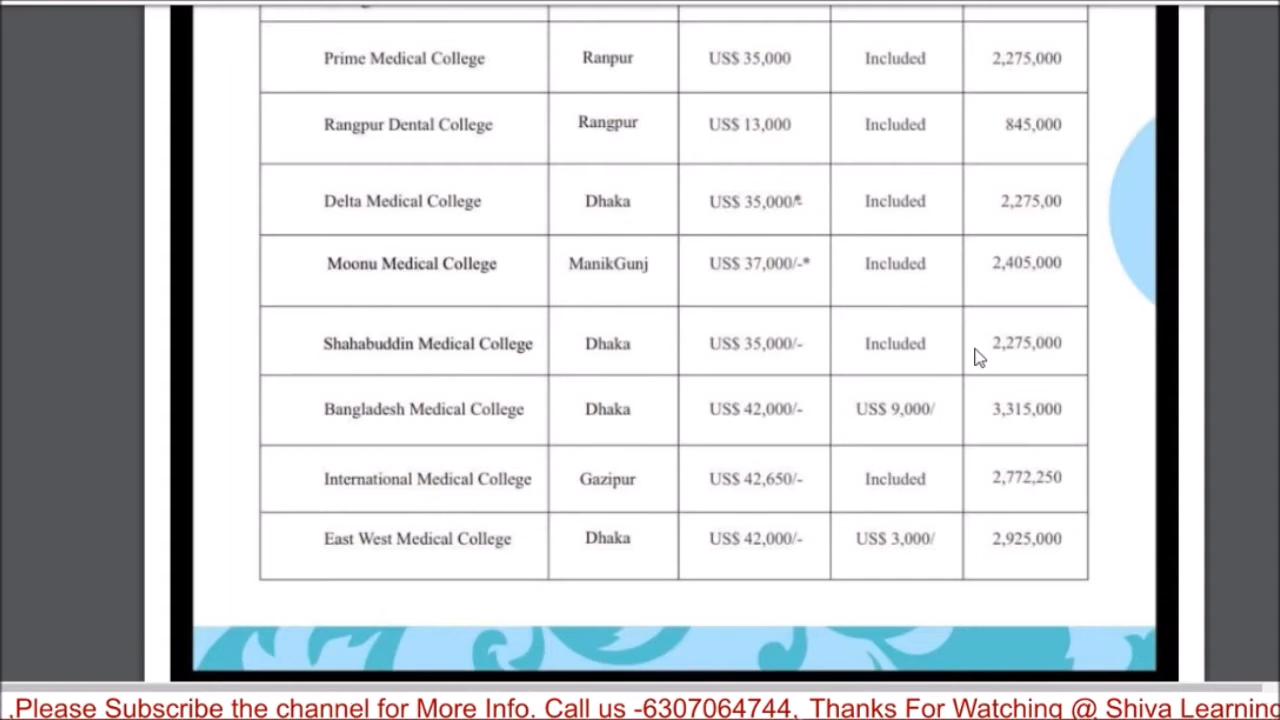 Prime Medical College Ranpur US$ 35,000 Included 2,275,000
Rangpur Dental College Rangpur US$ 13,000 Included 845,000
Delta Medical College Dhaka US$ 35,000/* Included 2,275,00
Moonu Medical College ManikGunj US$ 37,000/-* Included 2,405,000
Shahabuddin Medical College Dhaka US$ 35,000/- Included 2,275,000
Bangladesh Medical College Dhaka US$ 42,000/- US$ 9,000/ 3,315,000
International Medical College Gazipur US$ 42,650/- Included 2,772,250
East West Medical College Dhaka US$ 42,000/- US$ 3,000/ 2,925,000
.Please Subscribe the channel for More Info. Call us -6307064744, Thanks For Watching @ Shiva Learning